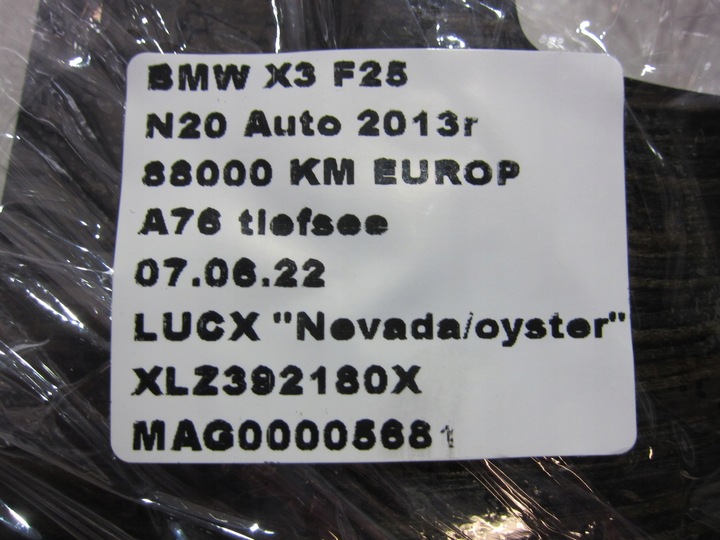 BMW X3 F25
N20 Auto 2013r
88000 KM EUROP
A76 tiefsee
07.06.22
LUCX "Nevada/oyster"
XLZ392180X
MAG0000568 1